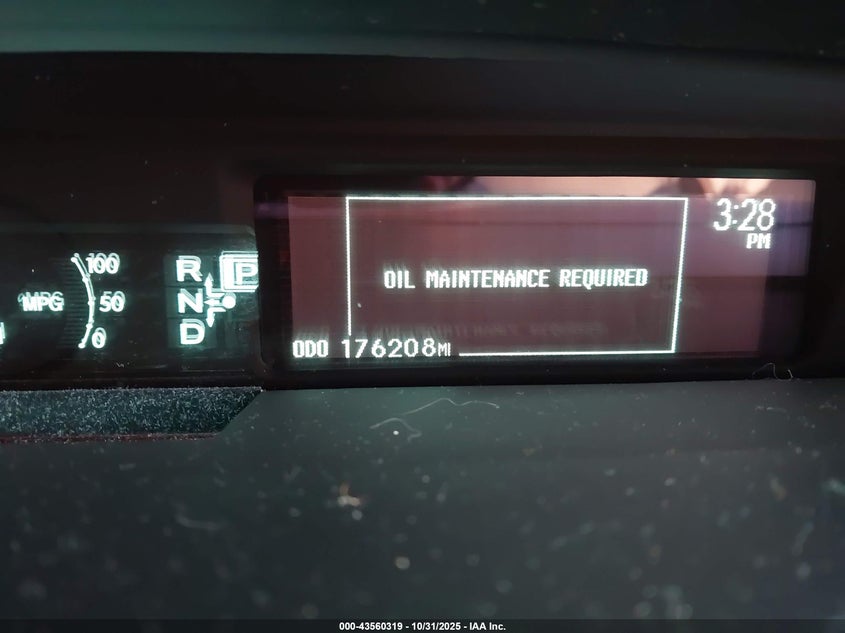 3:28
PM
100
R P
MPG 50
N
OIL MAINTENANCE REQUIRED
D
0
ODO 176208MI
000-43560319 - 10/31/2025 - IAA Inc.